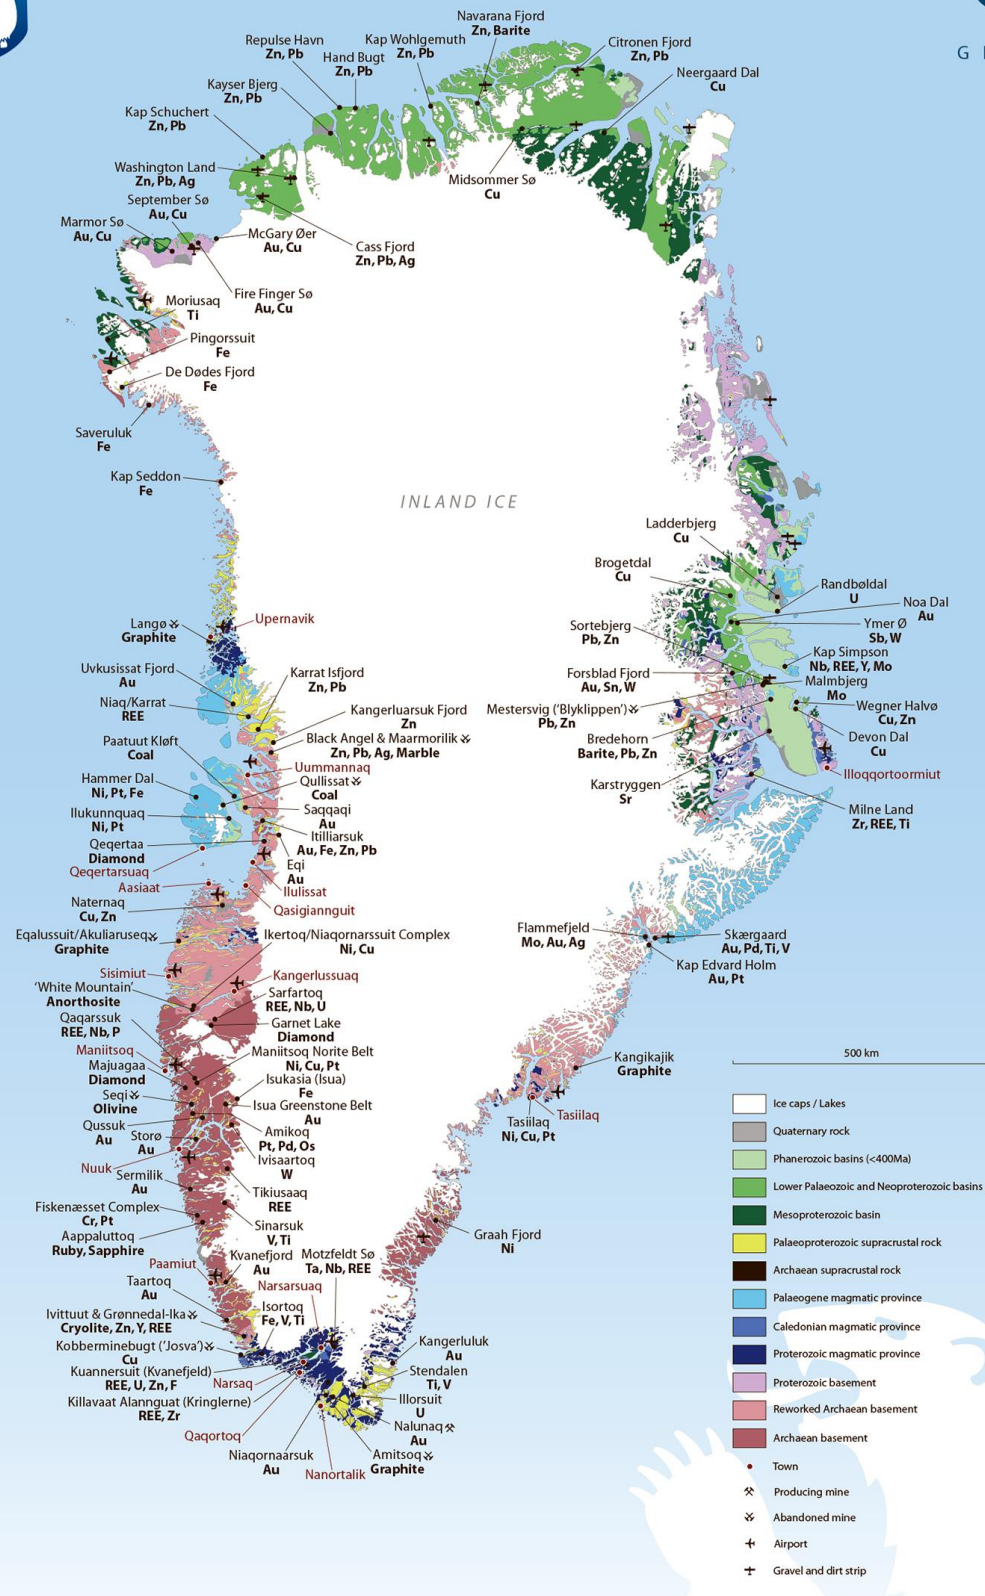 Navarana Fjord
Zn, Barite
Repulse Havn
Zn, Pb
Kap Wohlgemuth
Zn, Pb
Citronen Fjord
Zn, Pb
Hand Bugt
Zn, Pb
G
Neergaard Dal
Cu
Kayser Bjerg
Zn, Pb
Kap Schuchert
Zn, Pb
Washington Land
Zn, Pb, Ag
Midsommer Sø
Cu
September Sø
Au, Cu
Marmor Sø
Au, Cu
McGary Øer
Au, Cu
Cass Fjord
Zn, Pb, Ag
Fire Finger Sø
Au, Cu
Moriusaq
Ti
Pingorssuit
Fe
De Dødes Fjord
Fe
Saveruluk
Fe
Kap Seddon
Fe
INLAND ICE
Ladderbjerg
Cu
Brogetdal
Cu
Randbøldal
U
Noa Dal
Au
Ymer Ø
Sb, W
Sortebjerg
Pb, Zn
Kap Simpson
Nb, REE, Y, Mo
Forsblad Fjord
Au, Sn, W
Malmbjerg
Mo
Mestersvig ('Blyklippen')
Pb, Zn
Wegner Halvø
Cu, Zn
Bredehorn
Barite, Pb, Zn
Devon Dal
Cu
Illoqqortoormiut
Karstryggen
Sr
Milne Land
Zr, REE, Ti
Langø
Graphite
Upernavik
Uvkusissat Fjord
Au
Karrat Isfjord
Zn, Pb
Niaq/Karrat
REE
Kangerluarsuk Fjord
Zn
Paatuut Kløft
Coal
Black Angel & Maarmorilik
Zn, Pb, Ag, Marble
Uummannaq
Hammer Dal
Ni, Pt, Fe
Qullissat
Coal
Ilukunnquaq
Ni, Pt
Saqqaqi
Au
Itilliarsuk
Au, Fe, Zn, Pb
Qeqertaa
Diamond
Eqi
Au
Qeqertarsuaq
Aasiaat
Ilulissat
Naternaq
Cu, Zn
Qasigiannguit
Flammefjeld
Mo, Au, Ag
Skærgaard
Au, Pd, Ti, V
Kap Edvard Holm
Au, Pt
Eqalussuit/Akuliaruseq
Graphite
Ikertoq/Niaqornarssuit Complex
Ni, Cu
Sisimiut
Kangerlussuaq
'White Mountain'
Anorthosite
Sarfartoq
REE, Nb, U
Qaqarssuk
REE, Nb, P
Garnet Lake
Diamond
Maniitsoq
Maniitsoq Norite Belt
Ni, Cu, Pt
Majuagaa
Diamond
Isukasia (Isua)
Fe
Seqi
Olivine
Isua Greenstone Belt
Au
Qussuk
Au
Amikoq
Pt, Pd, Os
Storø
Au
Ivisaartoq
W
Nuuk
Sermilik
Au
Tikiusaaq
REE
Fiskenæsset Complex
Cr, Pt
Sinarsuk
V, Ti
Aappaluttoq
Ruby, Sapphire
Kangikajik
Graphite
Tasiilaq
Ni, Cu, Pt
Tasiilaq
Graah Fjord
Ni
Paamiut
Kvanefjord
Au
Motzfeldt Sø
Ta, Nb, REE
Taartoq
Au
Narsarsuaq
Isortoq
Fe, V, Ti
Ivittuut & Grønnedal-Ika
Cryolite, Zn, Y, REE
Kobberminebugt ('Josva')
Cu
Kuannersuit (Kvanefjeld)
REE, U, Zn, F
Narsaq
Killavaat Alannguat (Kringlerne)
REE, Zr
Qaqortoq
Niaqornaarsuk
Au
Nanortalik
Kangerluluk
Au
Stendalen
Ti, V
Illorsuit
U
Nalunaq
Au
Amitsoq
Graphite
500 km
Ice caps / Lakes
Quaternary rock
Phanerozoic basins (<400Ma)
Lower Palaeozoic and Neoproterozoic basins
Mesoproterozoic basin
Palaeoproterozoic supracrustal rock
Archaean supracrustal rock
Palaeogene magmatic province
Caledonian magmatic province
Proterozoic magmatic province
Proterozoic basement
Reworked Archaean basement
Archaean basement
Town
Producing mine
Abandoned mine
Airport
Gravel and dirt strip